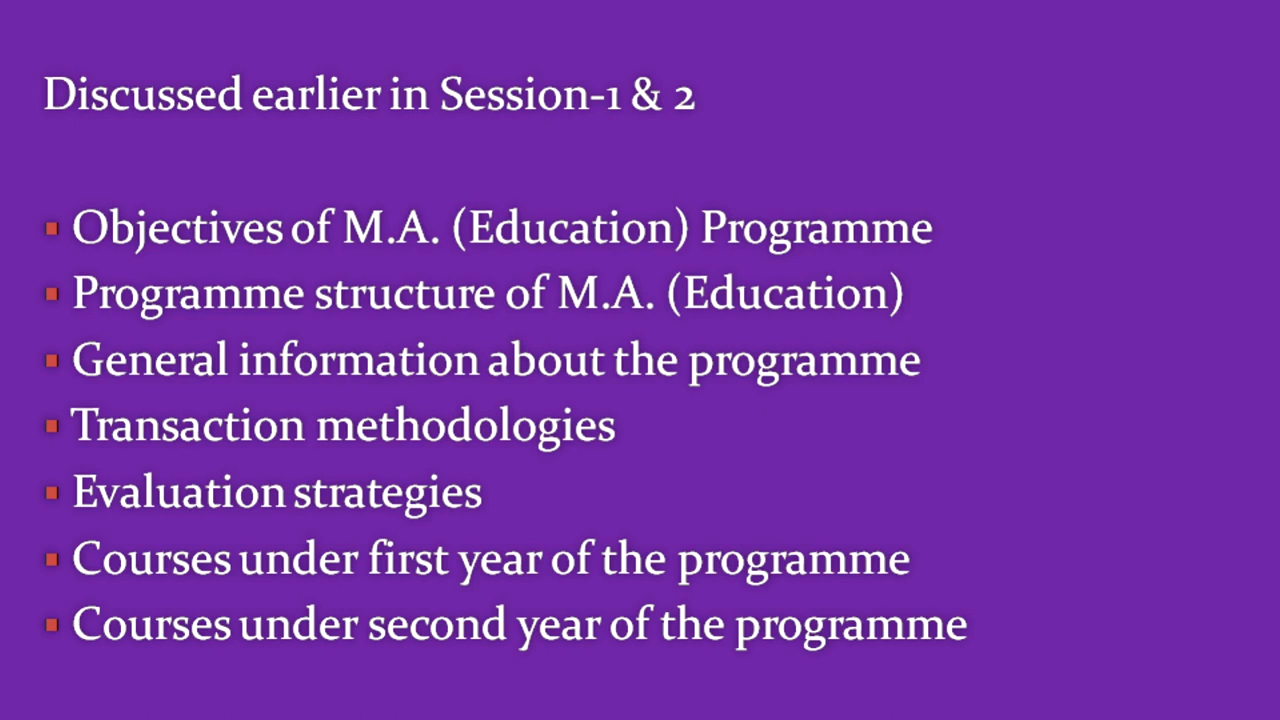 Discussed earlier in Session-1 & 2
▪ Objectives of M.A. (Education) Programme
▪ Programme structure of M.A. (Education)
▪ General information about the programme
▪ Transaction methodologies
▪ Evaluation strategies
▪ Courses under first year of the programme
▪ Courses under second year of the programme